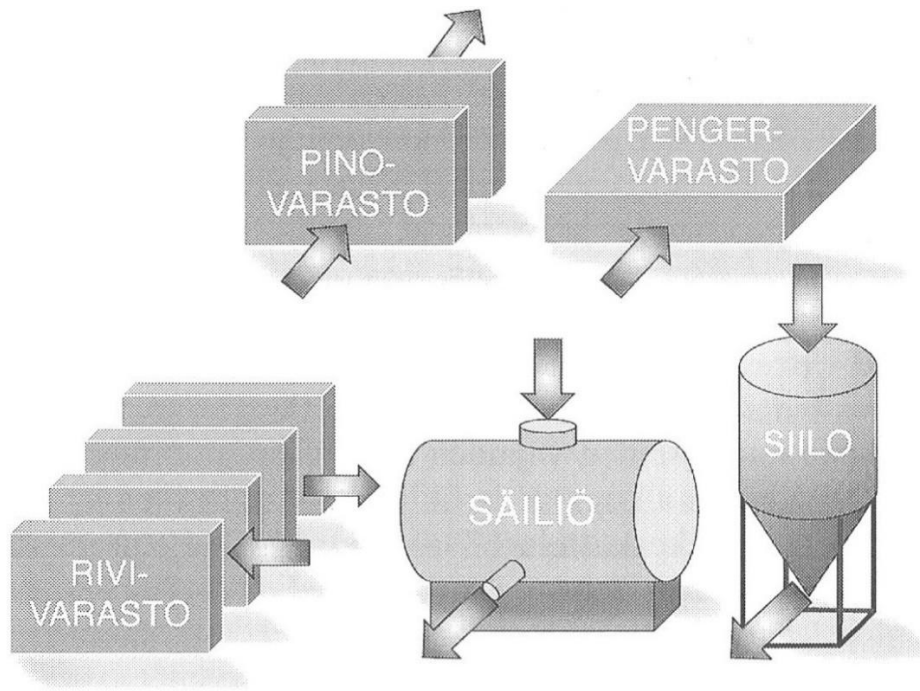 PINO-
VARASTO
PENGER-
VARASTO
RIVI-
VARASTO
SÄILIÖ
SIILO